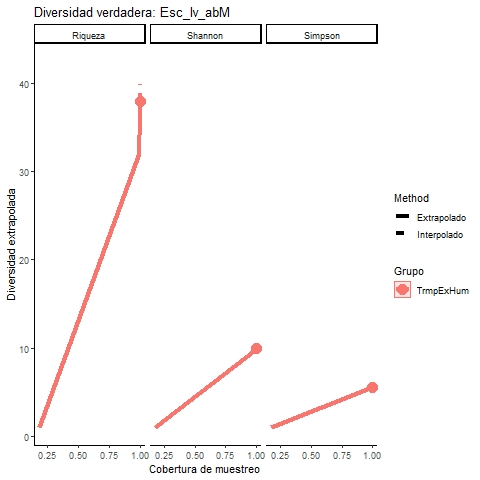 Diversidad verdadera: Esc_lv_abM
Riqueza Shannon Simpson
Diversidad extrapolada
40
30
20
10
0
0.25 0.50 0.75 1.00 0.25 0.50 0.75 1.00 0.25 0.50 0.75 1.00
Cobertura de muestreo
Method
Extrapolado
Interpolado
Grupo
TrmpExHum